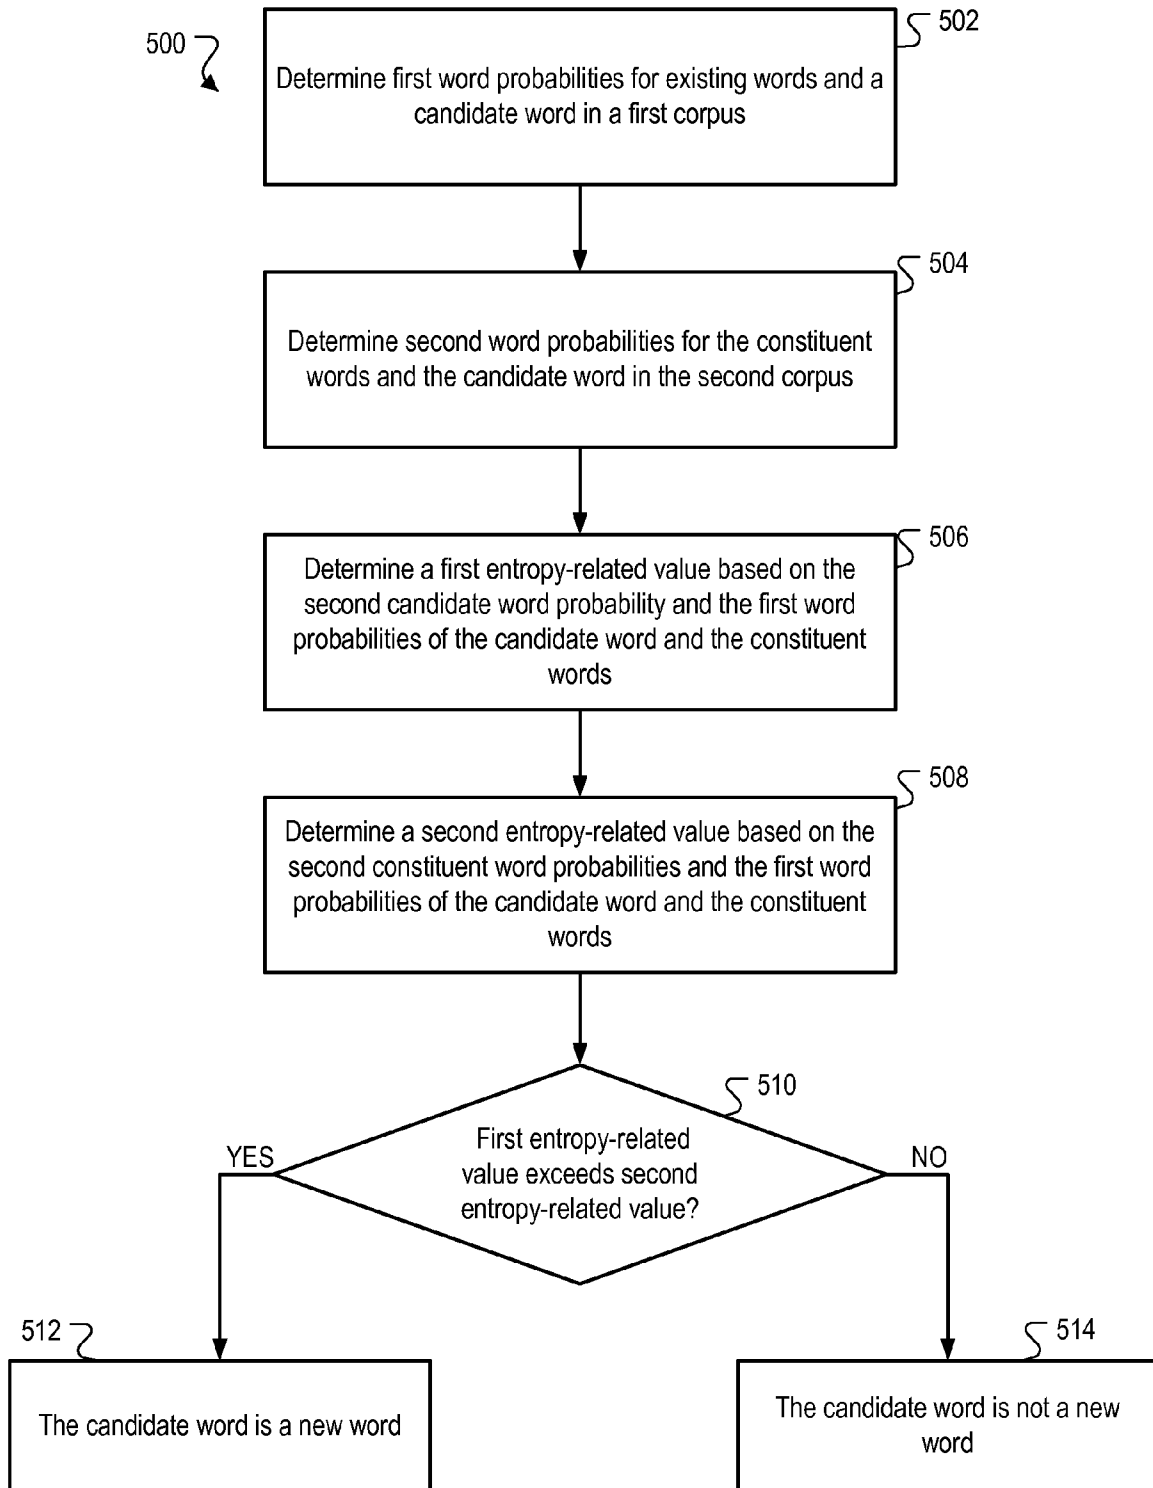 500
502
Determine first word probabilities for existing words and a
candidate word in a first corpus
504
Determine second word probabilities for the constituent
words and the candidate word in the second corpus
506
Determine a first entropy-related value based on the
second candidate word probability and the first word
probabilities of the candidate word and the constituent
words
508
Determine a second entropy-related value based on the
second constituent word probabilities and the first word
probabilities of the candidate word and the constituent
words
510
First entropy-related
value exceeds second
entropy-related value?
YES
NO
512
The candidate word is a new word
514
The candidate word is not a new
word